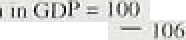 in GDP = 100
— 106